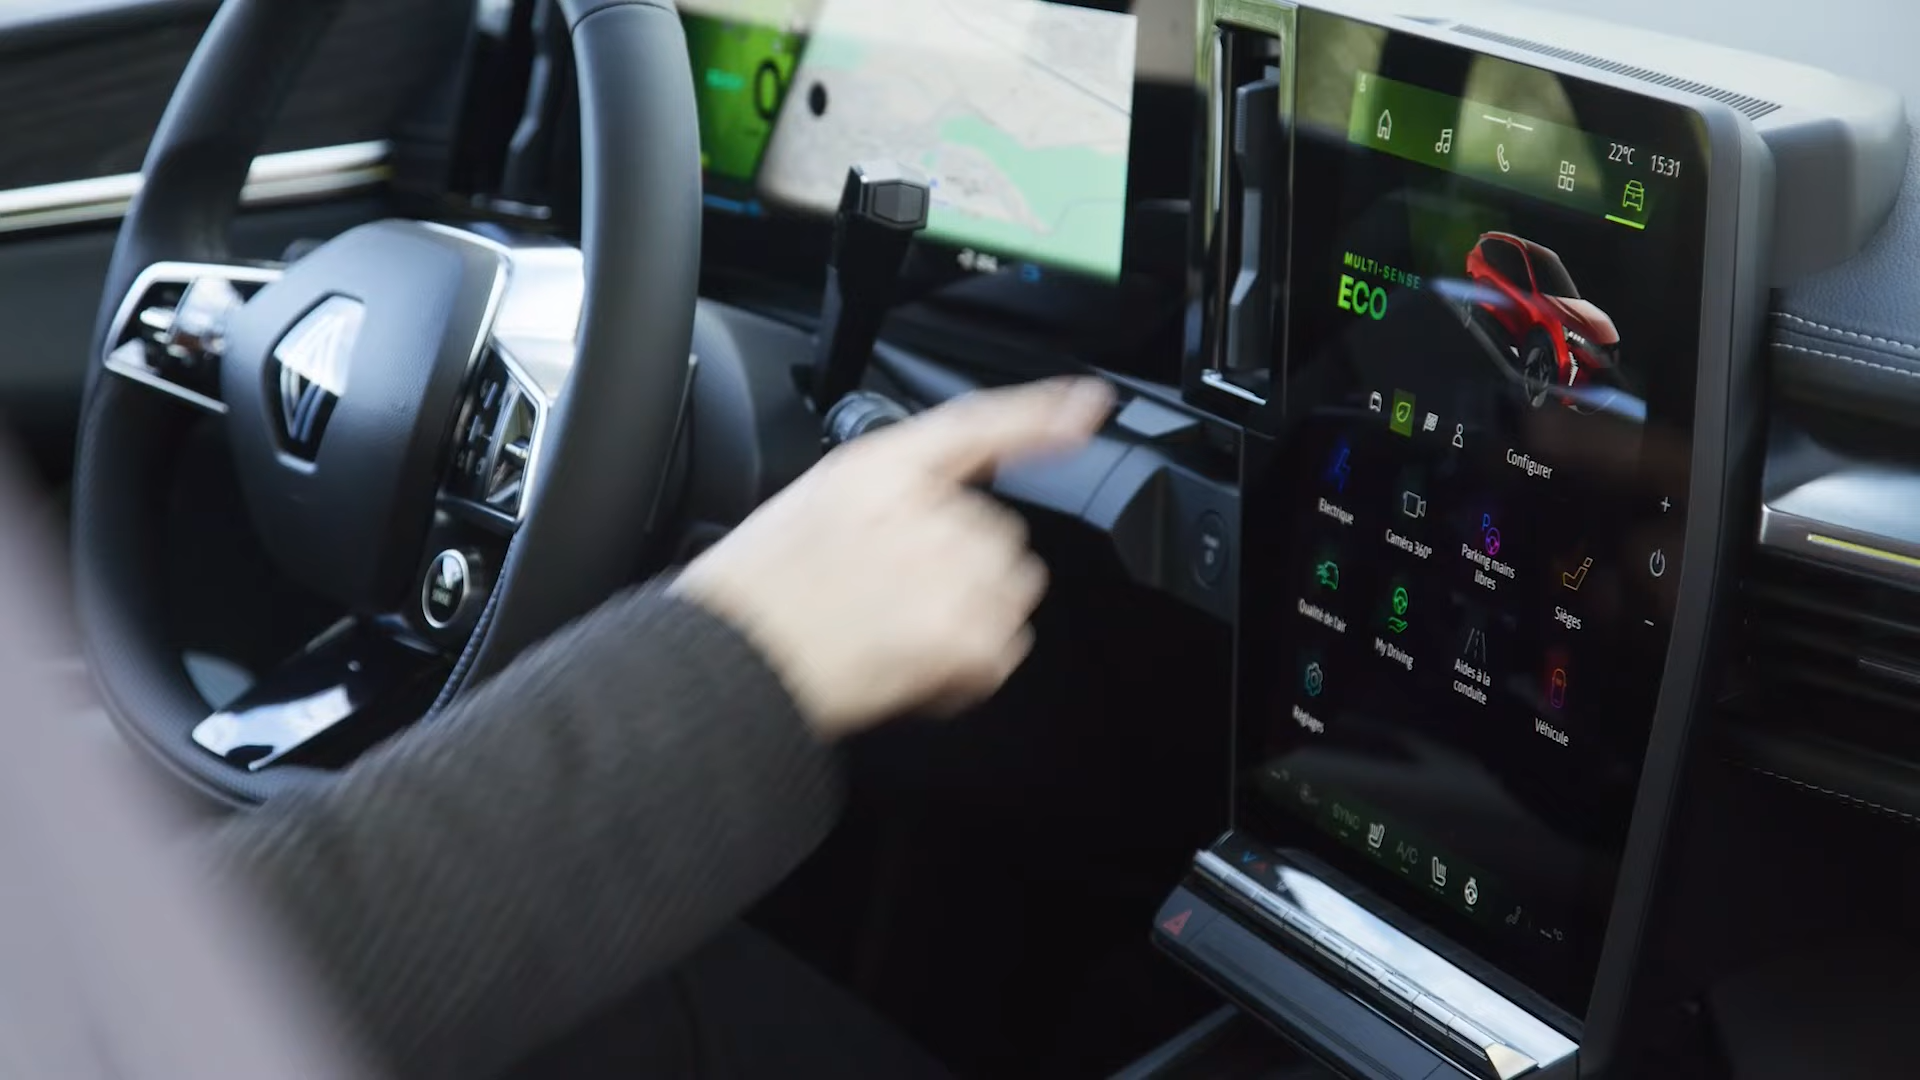 0
22°C 15:31
MULTI-SENSE
ECO
Configurer
Electrique
Caméra 360°
Parking mains
libres
Sièges
Qualité de l'air
My Driving
Aides à la
conduite
Véhicule
Réglages
SYNC
A/C